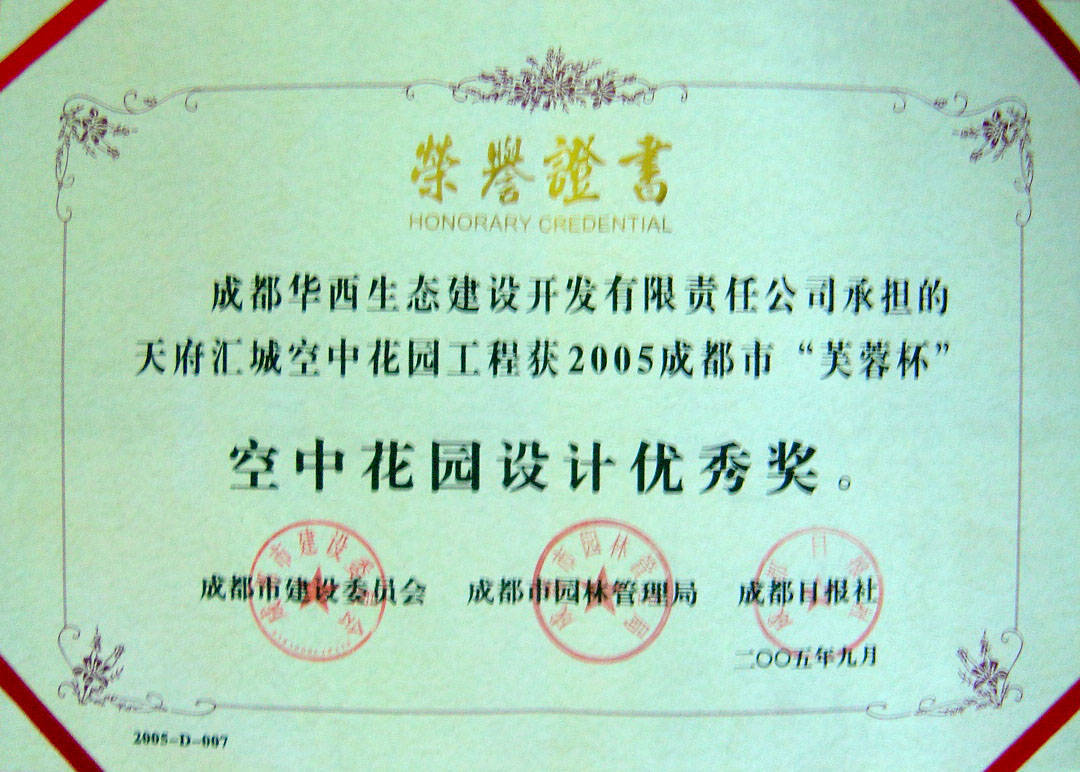 榮譽證書
HONORARY CREDENTIAL
成都华西生态建设开发有限责任公司承担的
天府汇城空中花园工程获2005成都市“芙蓉杯”
空中花园设计优秀奖。
成都市建设委员会 成都市园林管理局 成都日报社
二〇〇五年九月
2005-D-007